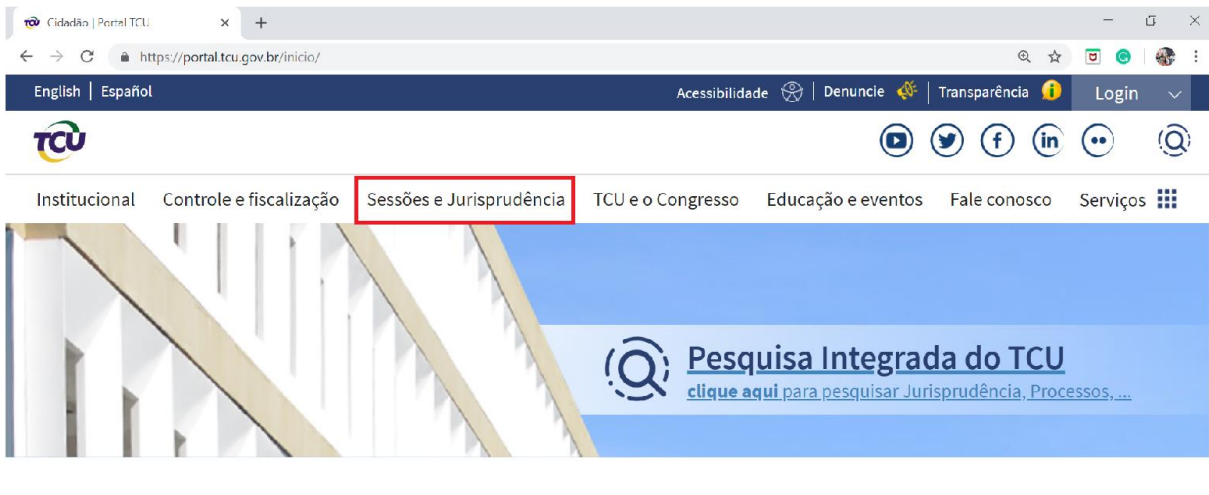 Cidadão | Portal TCU
https://portal.tcu.gov.br/inicio/
English | Español
Acessibilidade | Denuncie | Transparência Login
TCU
Institucional Controle e fiscalização Sessões e Jurisprudência TCU e o Congresso Educação e eventos Fale conosco Serviços
Pesquisa Integrada do TCU
clique aqui para pesquisar Jurisprudência, Processos, ...